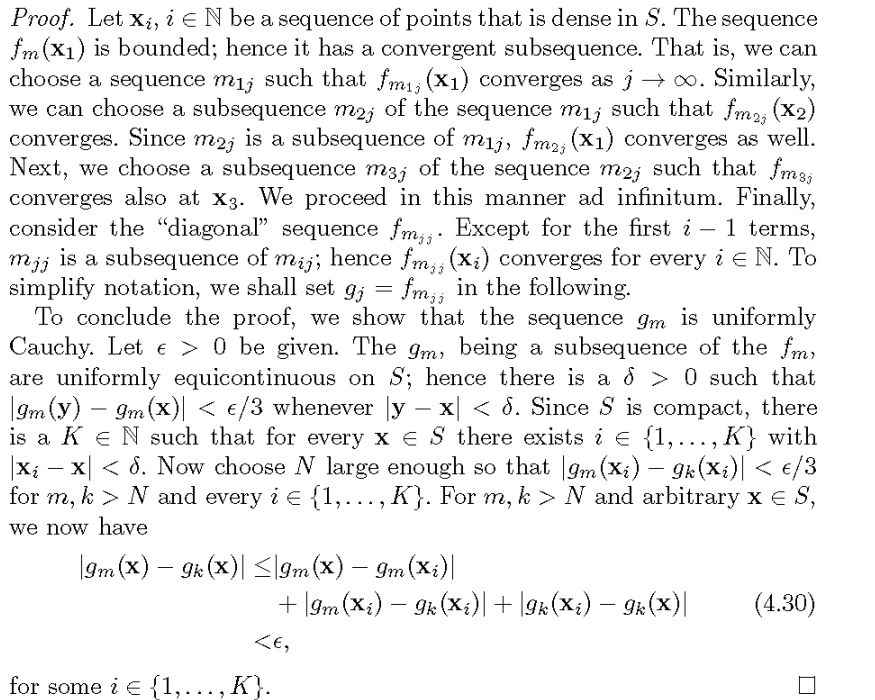 Proof. Let x_i, i ∈ ℕ be a sequence of points that is dense in S. The sequence
f_m(x_1) is bounded; hence it has a convergent subsequence. That is, we can
choose a sequence m_{1j} such that f_{m_{1j}}(x_1) converges as j → ∞. Similarly,
we can choose a subsequence m_{2j} of the sequence m_{1j} such that f_{m_{2j}}(x_2)
converges. Since m_{2j} is a subsequence of m_{1j}, f_{m_{2j}}(x_1) converges as well.
Next, we choose a subsequence m_{3j} of the sequence m_{2j} such that f_{m_{3j}}
converges also at x_3. We proceed in this manner ad infinitum. Finally,
consider the “diagonal” sequence f_{m_{jj}}. Except for the first i − 1 terms,
m_{jj} is a subsequence of m_{ij}; hence f_{m_{jj}}(x_i) converges for every i ∈ ℕ. To
simplify notation, we shall set g_j = f_{m_{jj}} in the following.
To conclude the proof, we show that the sequence g_m is uniformly
Cauchy. Let ϵ > 0 be given. The g_m, being a subsequence of the f_m,
are uniformly equicontinuous on S; hence there is a δ > 0 such that
|g_m(y) − g_m(x)| < ϵ/3 whenever |y − x| < δ. Since S is compact, there
is a K ∈ ℕ such that for every x ∈ S there exists i ∈ {1, . . . , K} with
|x_i − x| < δ. Now choose N large enough so that |g_m(x_i) − g_k(x_i)| < ϵ/3
for m, k > N and every i ∈ {1, . . . , K}. For m, k > N and arbitrary x ∈ S,
we now have
|g_m(x) − g_k(x)| ≤|g_m(x) − g_m(x_i)|
+ |g_m(x_i) − g_k(x_i)| + |g_k(x_i) − g_k(x)| (4.30)
<ϵ,
for some i ∈ {1, . . . , K}. □